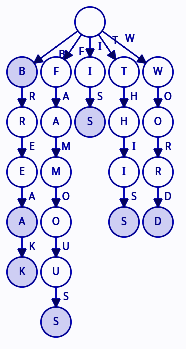 B F I T W
B F I T W
R A S H O
R A S H O
E M I R
E M I R
A O S D
A O S D
K U
K U
S
S